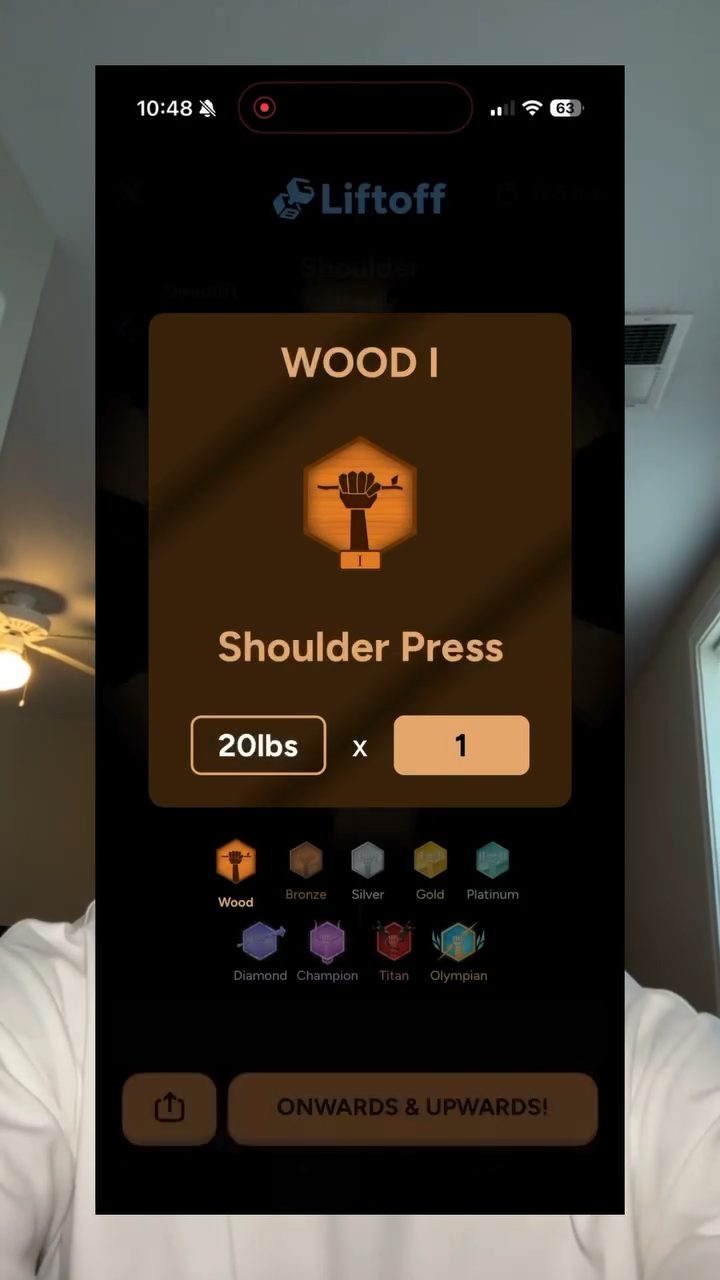 10:48
63
Liftoff
Shoulder
WOOD I
I
Shoulder Press
20lbs x 1
Wood Bronze Silver Gold Platinum
Diamond Champion Titan Olympian
ONWARDS & UPWARDS!